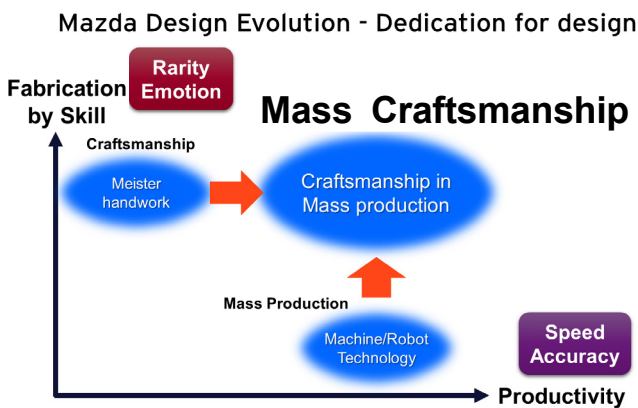 Mazda Design Evolution - Dedication for design
Rarity
Emotion
Fabrication
by Skill
Mass Craftsmanship
Craftsmanship
Meister
handwork
Craftsmanship in
Mass production
Mass Production
Machine/Robot
Technology
Speed
Accuracy
Productivity